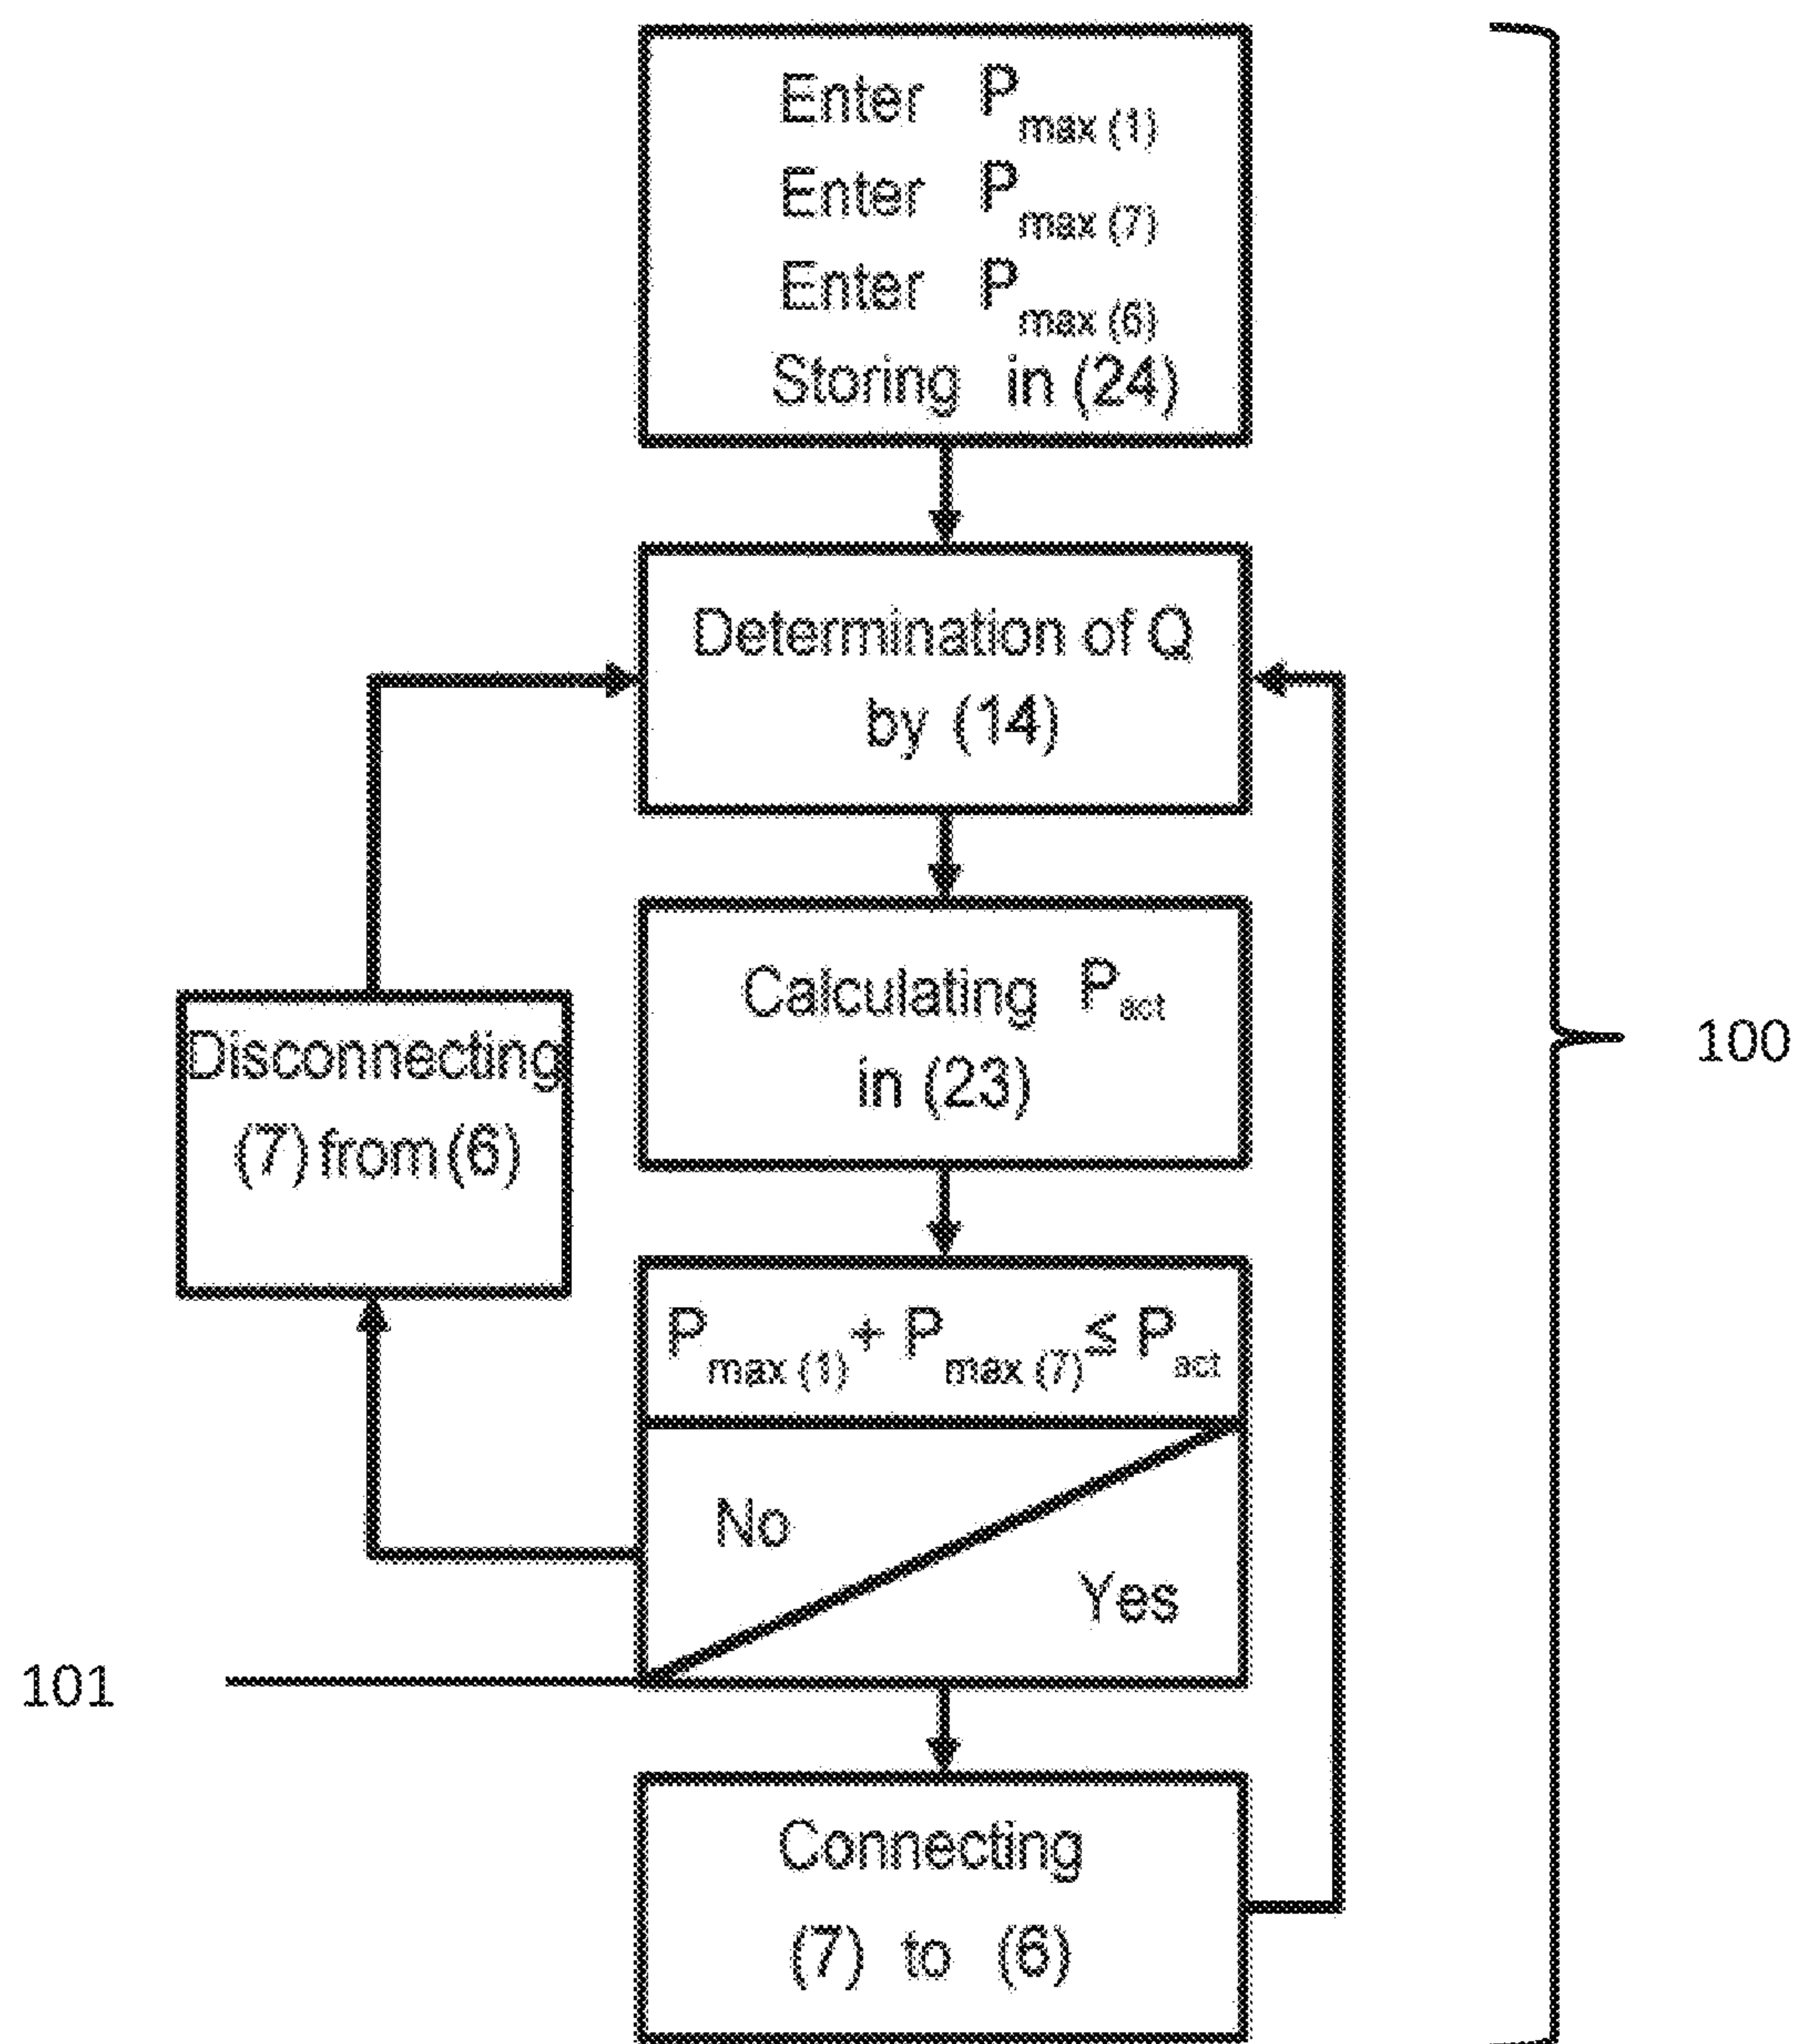 Enter P max (1)
Enter P max (7)
Enter P max (6)
Storing in (24)
Determination of Q
by (14)
Calculating P act
in (23)
Disconnecting
(7) from (6)
100
P max (1) + P max (7) ≤ P act
No
Yes
101
Connecting
(7) to (6)